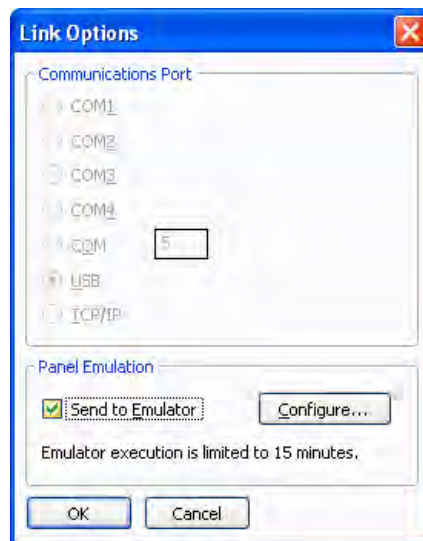 Link Options
Communications Port
COM1
COM2
COM3
COM4
COM 5
USB
TCP/IP
Panel Emulation
Send to Emulator Configure...
Emulator execution is limited to 15 minutes.
OK Cancel